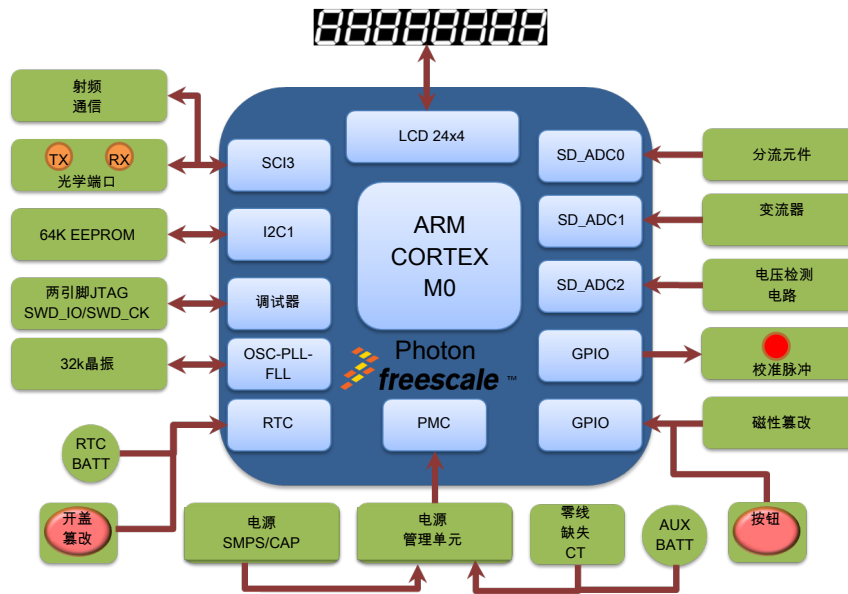 88888888
射频
通信
TX
RX
光学端口
64K EEPROM
两引脚JTAG
SWD_IO/SWD_CK
32k晶振
RTC
BATT
开盖
篡改
LCD 24x4
SCI3
I2C1
调试器
OSC-PLL-
FLL
RTC
ARM
CORTEX
M0
Photon
freescale ™
PMC
SD_ADC0
SD_ADC1
SD_ADC2
GPIO
GPIO
分流元件
变流器
电压检测
电路
校准脉冲
磁性篡改
电源
SMPS/CAP
电源
管理单元
零线
缺失
CT
AUX
BATT
按钮